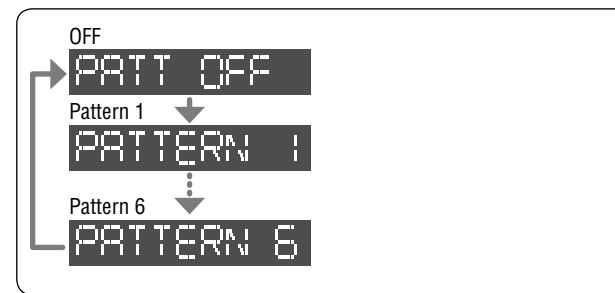 OFF
PATT OFF
Pattern 1
PATTERN 1
Pattern 6
PATTERN 6